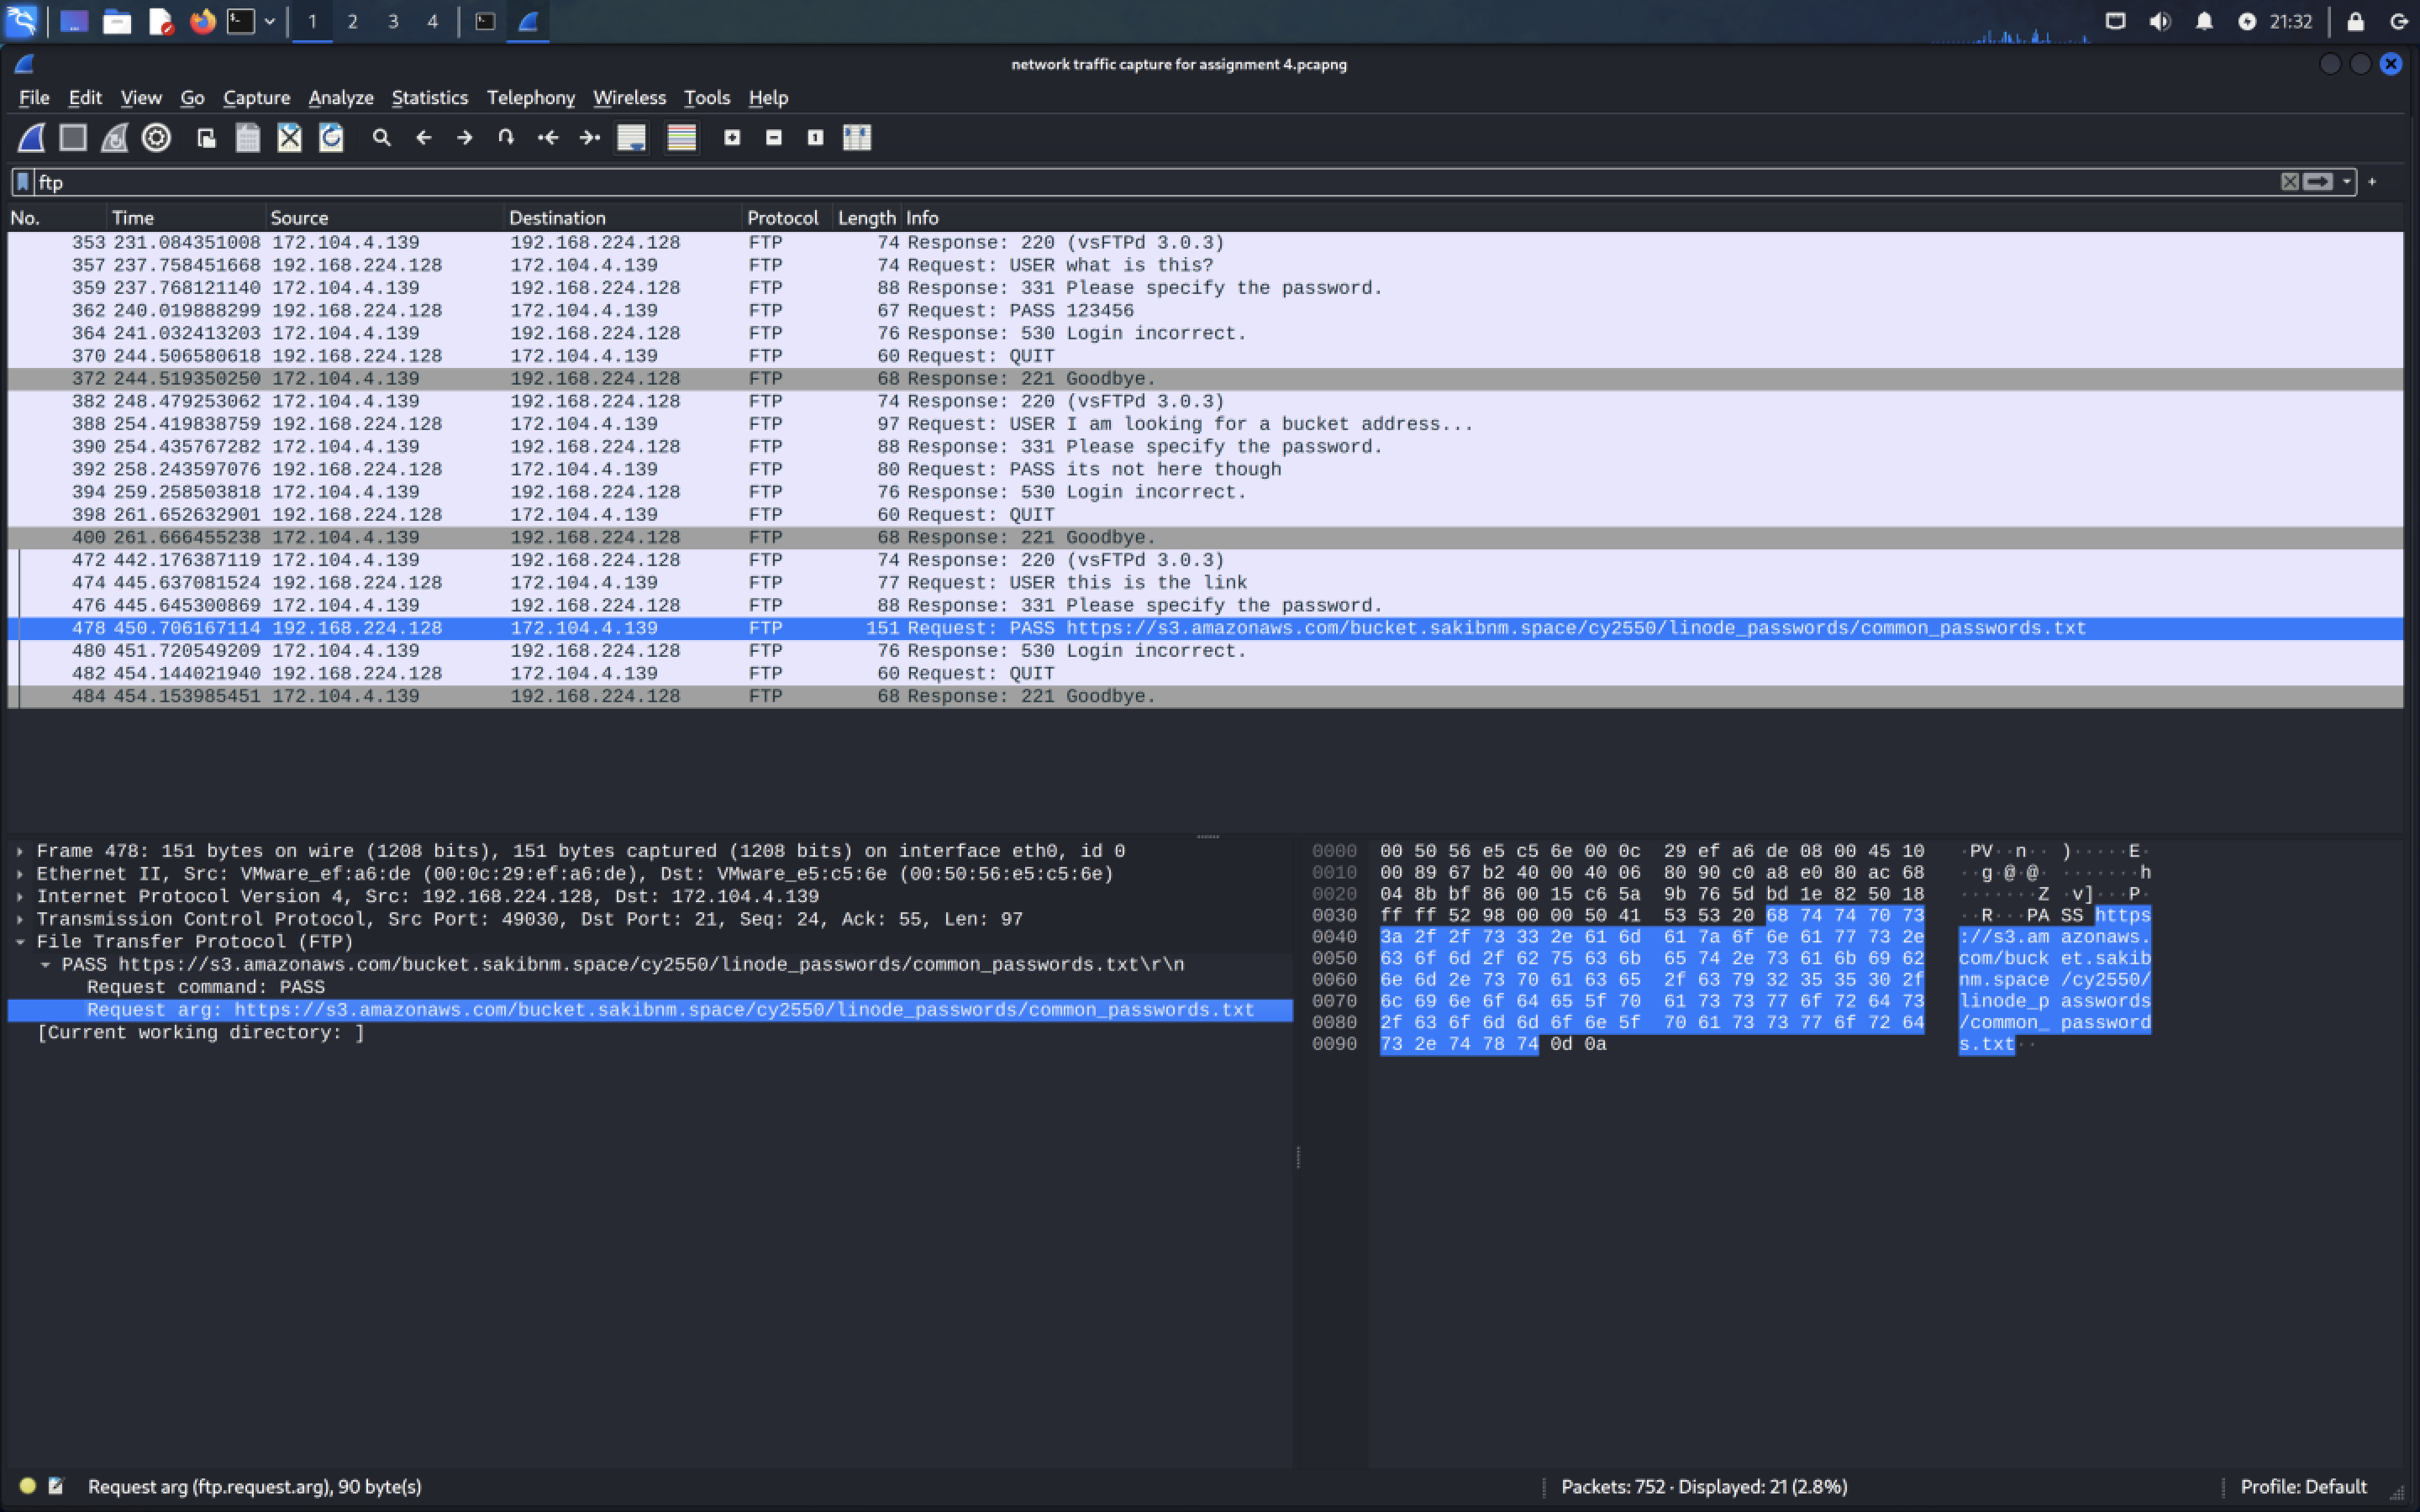 1 2 3 4 21:32
network traffic capture for assignment 4.pcapng
File Edit View Go Capture Analyze Statistics Telephony Wireless Tools Help
ftp
No. Time Source Destination Protocol Length Info
353 231.084351008 172.104.4.139 192.168.224.128 FTP 74 Response: 220 (vsFTPd 3.0.3)
357 237.758451668 192.168.224.128 172.104.4.139 FTP 74 Request: USER what is this?
359 237.768121140 172.104.4.139 192.168.224.128 FTP 88 Response: 331 Please specify the password.
362 240.019888299 192.168.224.128 172.104.4.139 FTP 67 Request: PASS 123456
364 241.032413203 172.104.4.139 192.168.224.128 FTP 76 Response: 530 Login incorrect.
370 244.506580618 192.168.224.128 172.104.4.139 FTP 60 Request: QUIT
372 244.519350250 172.104.4.139 192.168.224.128 FTP 68 Response: 221 Goodbye.
382 248.479253062 172.104.4.139 192.168.224.128 FTP 74 Response: 220 (vsFTPd 3.0.3)
388 254.419838759 192.168.224.128 172.104.4.139 FTP 97 Request: USER I am looking for a bucket address...
390 254.435767282 172.104.4.139 192.168.224.128 FTP 88 Response: 331 Please specify the password.
392 258.243597076 192.168.224.128 172.104.4.139 FTP 80 Request: PASS its not here though
394 259.258503818 172.104.4.139 192.168.224.128 FTP 76 Response: 530 Login incorrect.
398 261.652632901 192.168.224.128 172.104.4.139 FTP 60 Request: QUIT
400 261.666455238 172.104.4.139 192.168.224.128 FTP 68 Response: 221 Goodbye.
472 442.176387119 172.104.4.139 192.168.224.128 FTP 74 Response: 220 (vsFTPd 3.0.3)
474 445.637081524 192.168.224.128 172.104.4.139 FTP 77 Request: USER this is the link
476 445.645300869 172.104.4.139 192.168.224.128 FTP 88 Response: 331 Please specify the password.
478 450.706167114 192.168.224.128 172.104.4.139 FTP 151 Request: PASS https://s3.amazonaws.com/bucket.sakibnm.space/cy2550/linode_passwords/common_passwords.txt
480 451.720549209 172.104.4.139 192.168.224.128 FTP 76 Response: 530 Login incorrect.
482 454.144021940 192.168.224.128 172.104.4.139 FTP 60 Request: QUIT
484 454.153985451 172.104.4.139 192.168.224.128 FTP 68 Response: 221 Goodbye.
Frame 478: 151 bytes on wire (1208 bits), 151 bytes captured (1208 bits) on interface eth0, id 0
Ethernet II, Src: VMware_ef:a6:de (00:0c:29:ef:a6:de), Dst: VMware_e5:c5:6e (00:50:56:e5:c5:6e)
Internet Protocol Version 4, Src: 192.168.224.128, Dst: 172.104.4.139
Transmission Control Protocol, Src Port: 49030, Dst Port: 21, Seq: 24, Ack: 55, Len: 97
File Transfer Protocol (FTP)
PASS https://s3.amazonaws.com/bucket.sakibnm.space/cy2550/linode_passwords/common_passwords.txt\r\n
Request command: PASS
Request arg: https://s3.amazonaws.com/bucket.sakibnm.space/cy2550/linode_passwords/common_passwords.txt
[Current working directory: ]
0000 00 50 56 e5 c5 6e 00 0c 29 ef a6 de 08 00 45 10 ·PV··n·· )·····E·
0010 00 89 67 b2 40 00 40 06 80 90 c0 a8 e0 80 ac 68 ··g·@·@· ·······h
0020 04 8b bf 86 00 15 c6 5a 9b 76 5d bd 1e 82 50 18 ·······Z ·v]···P·
0030 ff ff 52 98 00 00 50 41 53 53 20 68 74 74 70 73 ··R···PA SS https
0040 3a 2f 2f 73 33 2e 61 6d 61 7a 6f 6e 61 77 73 2e ://s3.am azonaws.
0050 63 6f 6d 2f 62 75 63 6b 65 74 2e 73 61 6b 69 62 com/buck et.sakib
0060 6e 6d 2e 73 70 61 63 65 2f 63 79 32 35 35 30 2f nm.space /cy2550/
0070 6c 69 6e 6f 64 65 5f 70 61 73 73 77 6f 72 64 73 linode_p asswords
0080 2f 63 6f 6d 6d 6f 6e 5f 70 61 73 73 77 6f 72 64 /common_ password
0090 73 2e 74 78 74 0d 0a s.txt··
Request arg (ftp.request.arg), 90 byte(s) Packets: 752 · Displayed: 21 (2.8%) Profile: Default